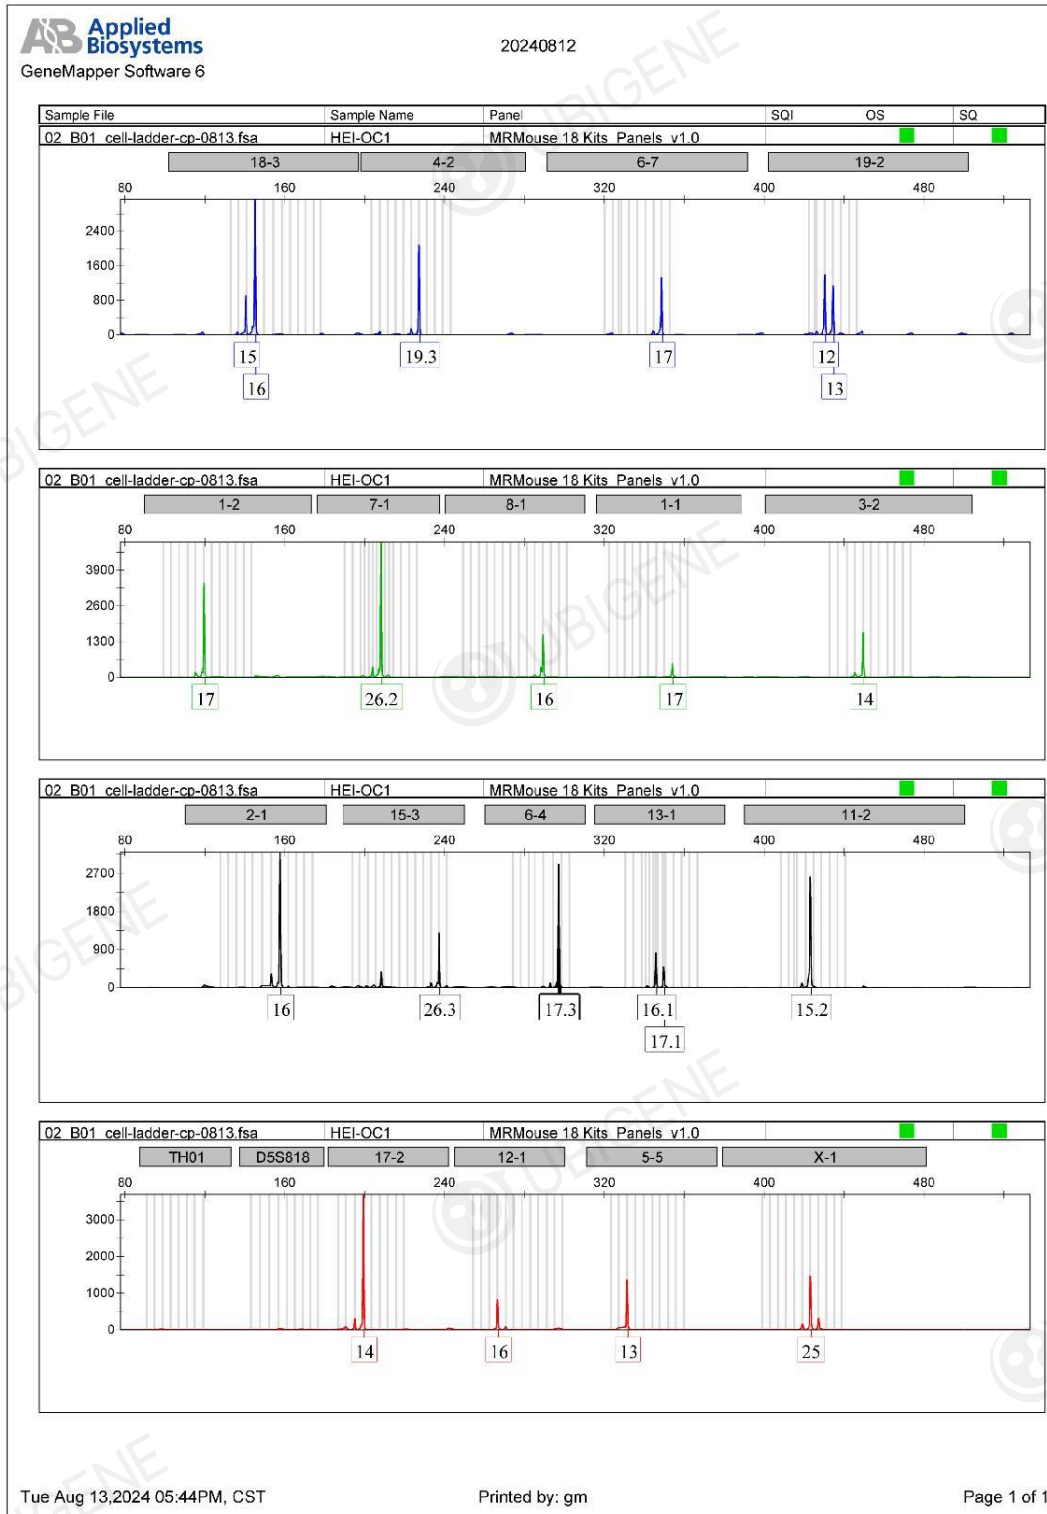 AB Applied
Biosystems
20240812
GeneMapper Software 6
Sample File Sample Name Panel SQI OS SQ
02_B01_cell-ladder-cp-0813.fsa HEI-OC1 MRMouse 18 Kits_Panels_v1.0
18-3 4-2 6-7 19-2
80 160 240 320 400 480
2400
1600
800
0
15 19.3 17 12
16 13
02_B01_cell-ladder-cp-0813.fsa HEI-OC1 MRMouse 18 Kits_Panels_v1.0
1-2 7-1 8-1 1-1 3-2
80 160 240 320 400 480
3900
2600
1300
0
17 26.2 16 17 14
02_B01_cell-ladder-cp-0813.fsa HEI-OC1 MRMouse 18 Kits_Panels_v1.0
2-1 15-3 6-4 13-1 11-2
80 160 240 320 400 480
2700
1800
900
0
16 26.3 17.3 16.1 15.2
17.1
02_B01_cell-ladder-cp-0813.fsa HEI-OC1 MRMouse 18 Kits_Panels_v1.0
TH01 D5S818 17-2 12-1 5-5 X-1
80 160 240 320 400 480
3000
2000
1000
0
14 16 13 25
Tue Aug 13,2024 05:44PM, CST Printed by: gm Page 1 of 1
UBIGENE
UBIGENE
UBIGENE
UBIGENE
UBIGENE